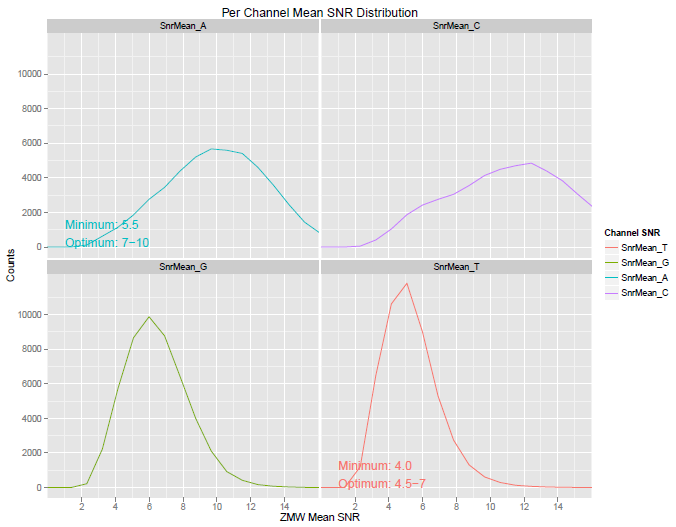 Per Channel Mean SNR Distribution
SnrMean_A
SnrMean_C
10000
8000
6000
4000
2000
0
Minimum: 5.5
Optimum: 7−10
Counts
SnrMean_G
SnrMean_T
10000
8000
6000
4000
2000
0
Minimum: 4.0
Optimum: 4.5−7
2 4 6 8 10 12 14
2 4 6 8 10 12 14
ZMW Mean SNR
Channel SNR
SnrMean_T
SnrMean_G
SnrMean_A
SnrMean_C